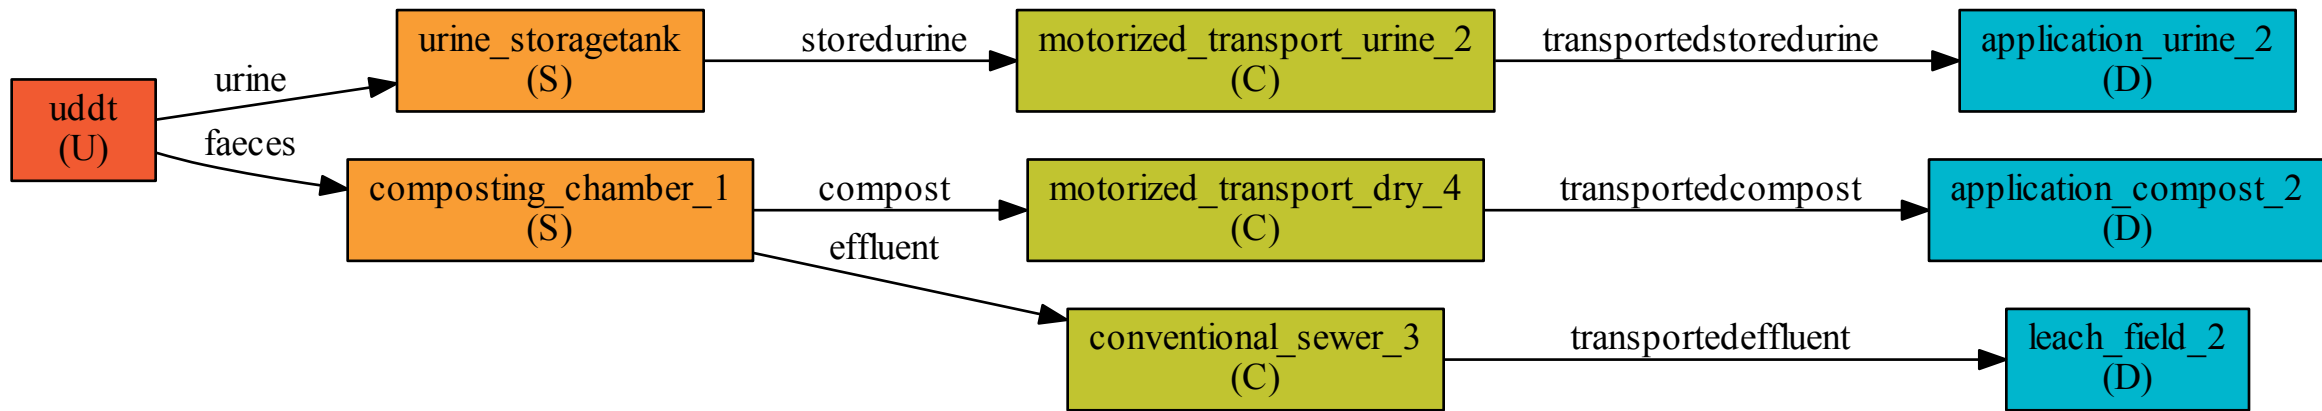 uddt
(U)
urine
faeces
urine_storagetank
(S)
storedurine
motorized_transport_urine_2
(C)
transportedstoredurine
application_urine_2
(D)
composting_chamber_1
(S)
compost
motorized_transport_dry_4
(C)
transportedcompost
application_compost_2
(D)
effluent
conventional_sewer_3
(C)
transportedeffluent
leach_field_2
(D)